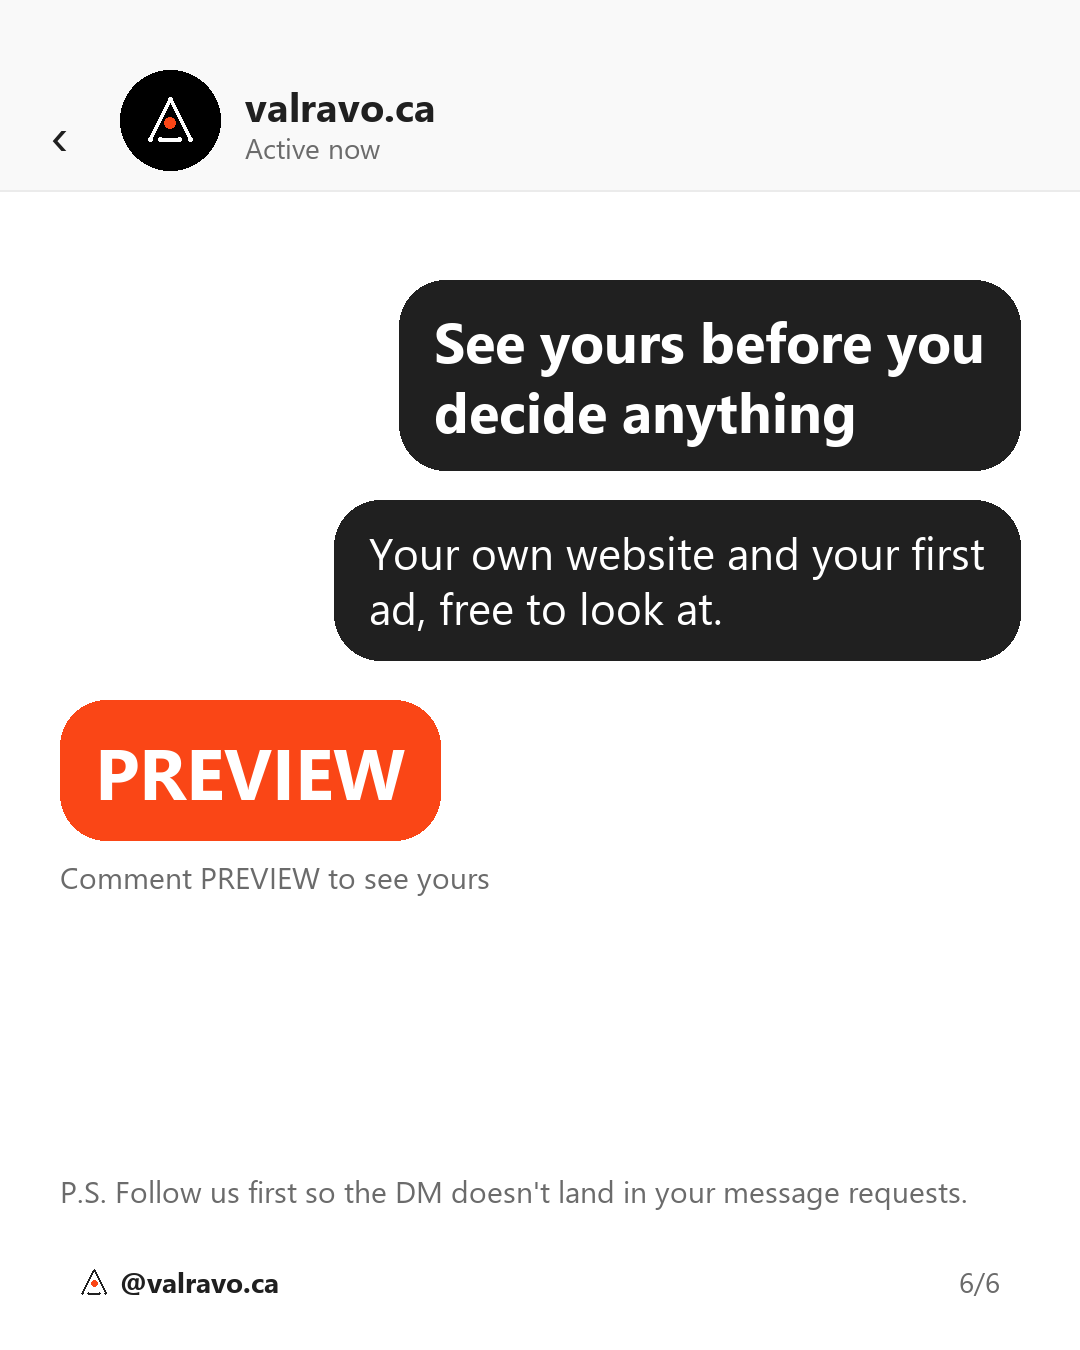 valravo.ca
Active now
See yours before you
decide anything
Your own website and your first
ad, free to look at.
PREVIEW
Comment PREVIEW to see yours
P.S. Follow us first so the DM doesn't land in your message requests.
@valravo.ca
6/6